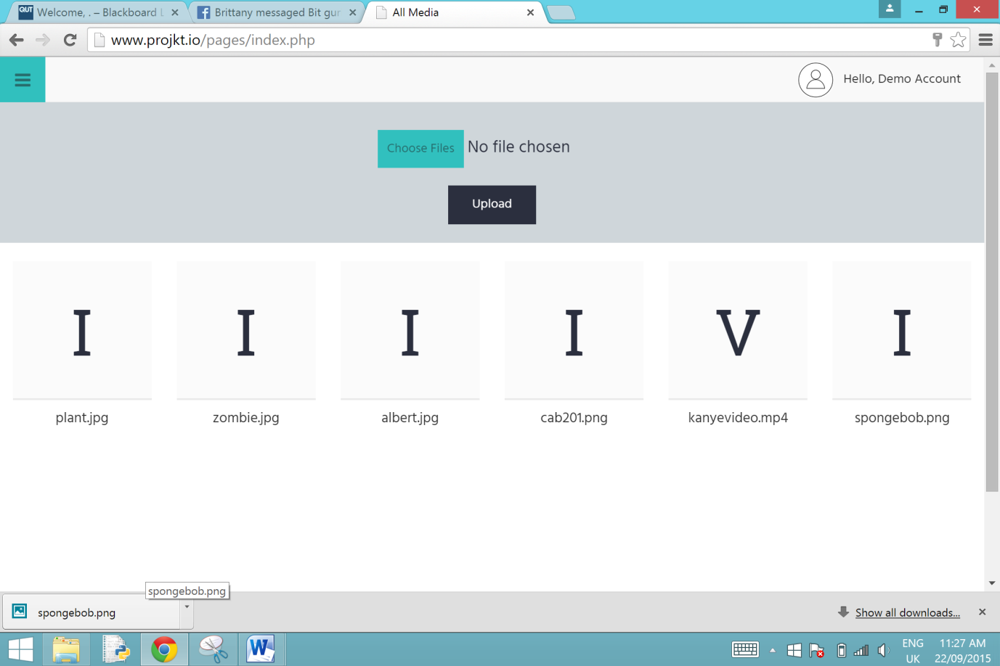 QUT Welcome, . – Blackboard L
Brittany messaged Bit gur
All Media
www.projkt.io/pages/index.php
Hello, Demo Account
Choose Files No file chosen
Upload
I I I I V I
plant.jpg zombie.jpg albert.jpg cab201.png kanyevideo.mp4 spongebob.png
spongebob.png
spongebob.png
Show all downloads...
ENG 11:27 AM
UK 22/09/2015